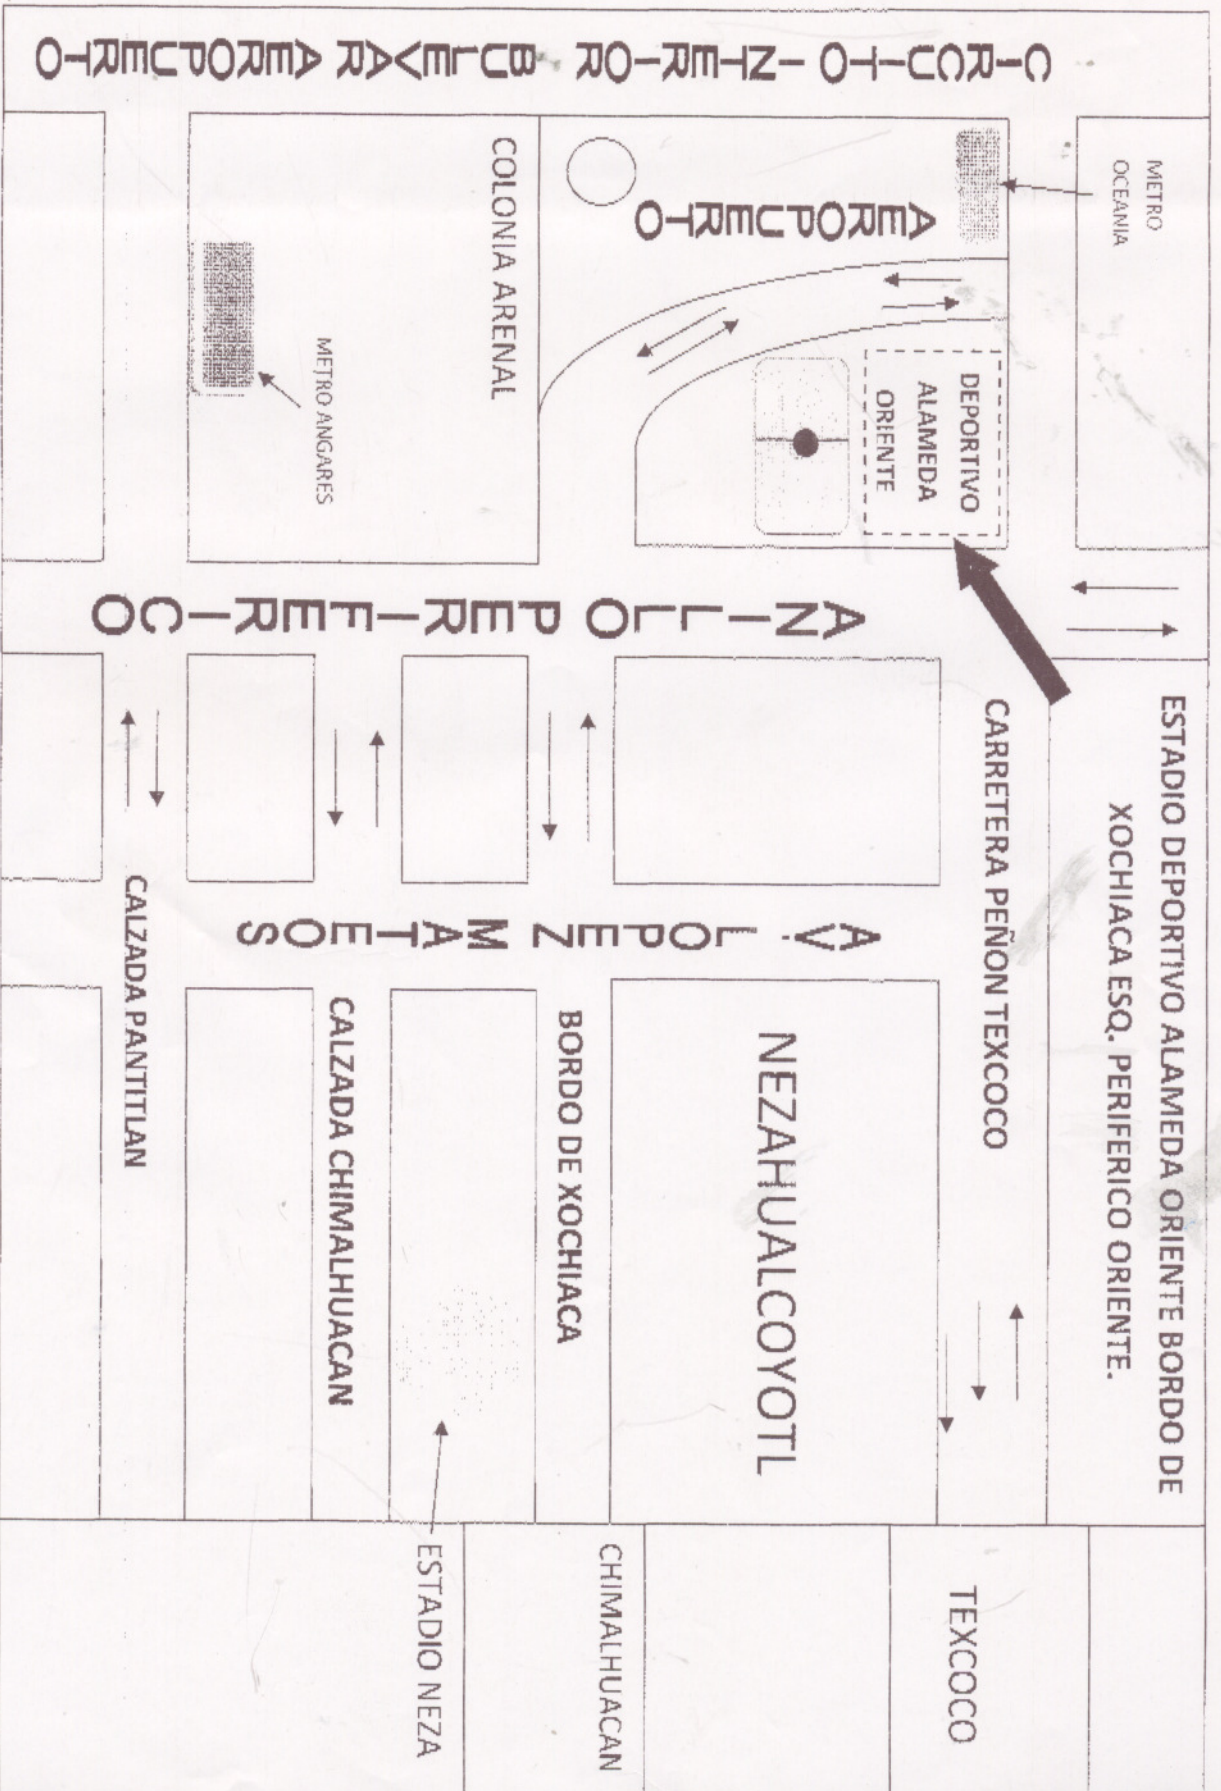 ESTADIO DEPORTIVO ALAMEDA ORIENTE BORDO DE
XOCHIACA ESQ. PERIFERICO ORIENTE.
METRO
OCEANIA
CIRCUITO INTERIOR BULEVAR AEROPUERTO
AEROPUERTO
DEPORTIVO
ALAMEDA
ORIENTE
CARRETERA PEÑON TEXCOCO
TEXCOCO
ANILLO PERIFERICO
AV. LOPEZ MATEOS
NEZAHUALCOYOTL
CHIMALHUACAN
BORDO DE XOCHIACA
COLONIA ARENAL
ESTADIO NEZA
METRO ANGARES
CALZADA CHIMALHUACAN
CALZADA PANTITLAN